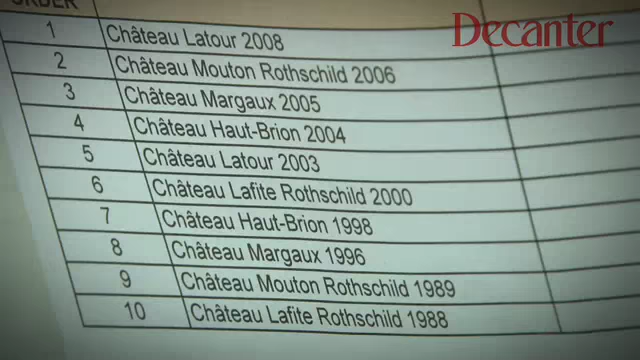 ORDER
Decanter
1 Château Latour 2008
2 Château Mouton Rothschild 2006
3 Château Margaux 2005
4 Château Haut-Brion 2004
5 Château Latour 2003
6 Château Lafite Rothschild 2000
7 Château Haut-Brion 1998
8 Château Margaux 1996
9 Château Mouton Rothschild 1989
10 Château Lafite Rothschild 1988